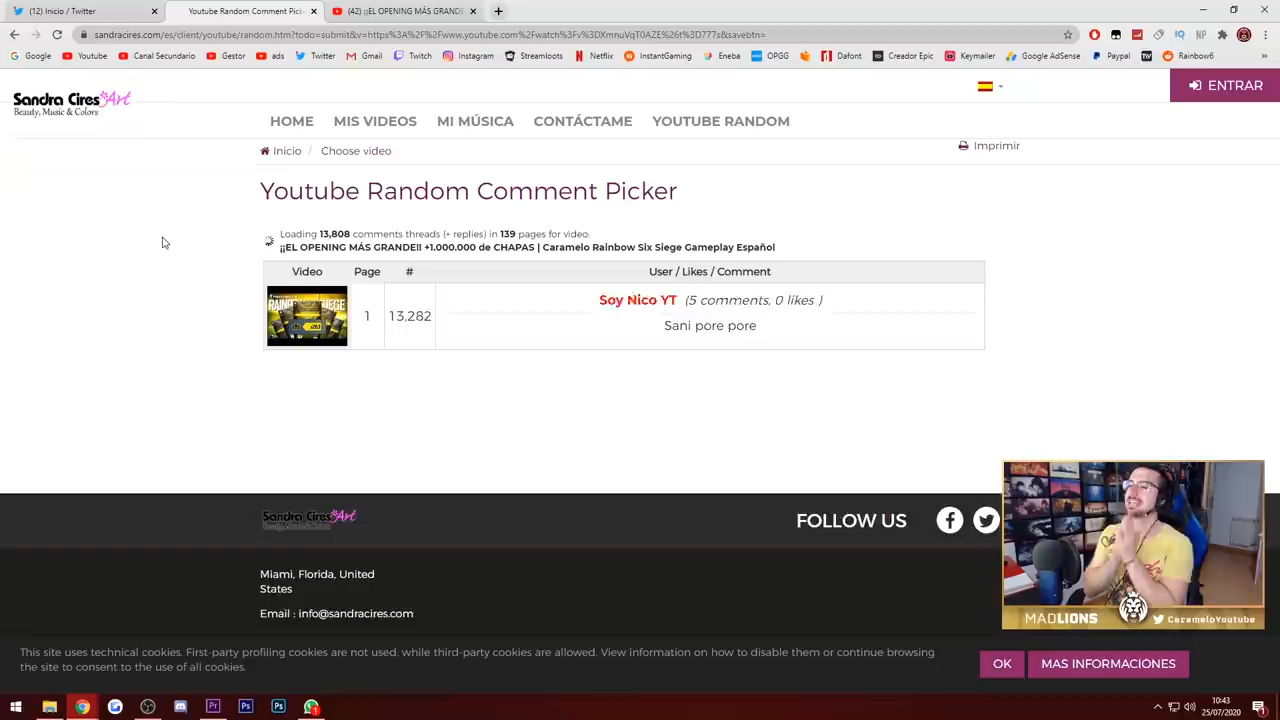 (12) Inicio / Twitter
Youtube Random Comment Picke
(42) ¡¡EL OPENING MÁS GRANDE
sandracires.com/es/client/youtube/random.htm?todo=submit&v=https%3A%2F%2Fwww.youtube.com%2Fwatch%3Fv%3DXmnuVqT0AZE%26t%3D777s&savebtn=
Google
Youtube
Canal Secundario
Gestor
ads
Twitter
Gmail
Twitch
Instagram
Streamloots
Netflix
InstantGaming
Eneba
OPGG
Dafont
Creador Epic
Keymailer
Google AdSense
Rainbow6
Sandra Cires Art
Beauty, Music & Colors
ENTRAR
HOME
MIS VIDEOS
MI MÚSICA
CONTÁCTAME
YOUTUBE RANDOM
Inicio / Choose video
Imprimir
Youtube Random Comment Picker
Loading 13,808 comments threads (+ replies) in 139 pages for video:
¡¡EL OPENING MÁS GRANDE!! +1.000.000 de CHAPAS | Caramelo Rainbow Six Siege Gameplay Español
Video Page # User / Likes / Comment
1
13,282
Soy Nico YT (5 comments, 0 likes )
Sani pore pore
Sandra Cires Art
Beauty, Music & Colors
FOLLOW US
Miami, Florida, United
States
Email : info@sandracires.com
MADLIONS
CarameloYoutube
This site uses technical cookies. First-party profiling cookies are not used, while third-party cookies are allowed. View information on how to disable them or continue browsing
the site to consent to the use of all cookies.
OK
MAS INFORMACIÓNES
10:43
25/07/2020